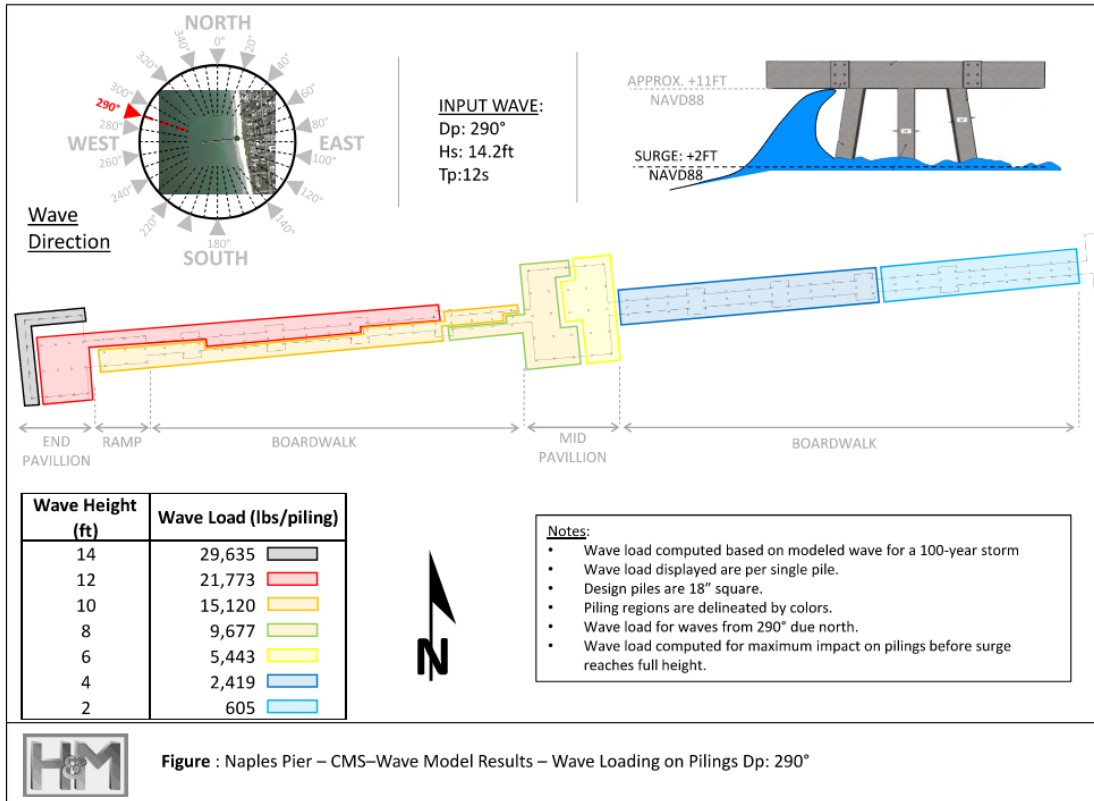 NORTH
0°
20°
40°
60°
80°
EAST
100°
120°
140°
180°
SOUTH
220°
240°
260°
WEST
280°
290°
300°
320°
340°
Wave
Direction
INPUT WAVE:
Dp: 290°
Hs: 14.2ft
Tp:12s
APPROX. +11FT
NAVD88
SURGE: +2FT
NAVD88
END
PAVILLION
RAMP
BOARDWALK
MID
PAVILLION
BOARDWALK
Wave Height
(ft)
Wave Load (lbs/piling)
14 29,635
12 21,773
10 15,120
8 9,677
6 5,443
4 2,419
2 605
N
Notes:
• Wave load computed based on modeled wave for a 100-year storm
• Wave load displayed are per single pile.
• Design piles are 18” square.
• Piling regions are delineated by colors.
• Wave load for waves from 290° due north.
• Wave load computed for maximum impact on pilings before surge
reaches full height.
H&M
Figure : Naples Pier – CMS–Wave Model Results – Wave Loading on Pilings Dp: 290°